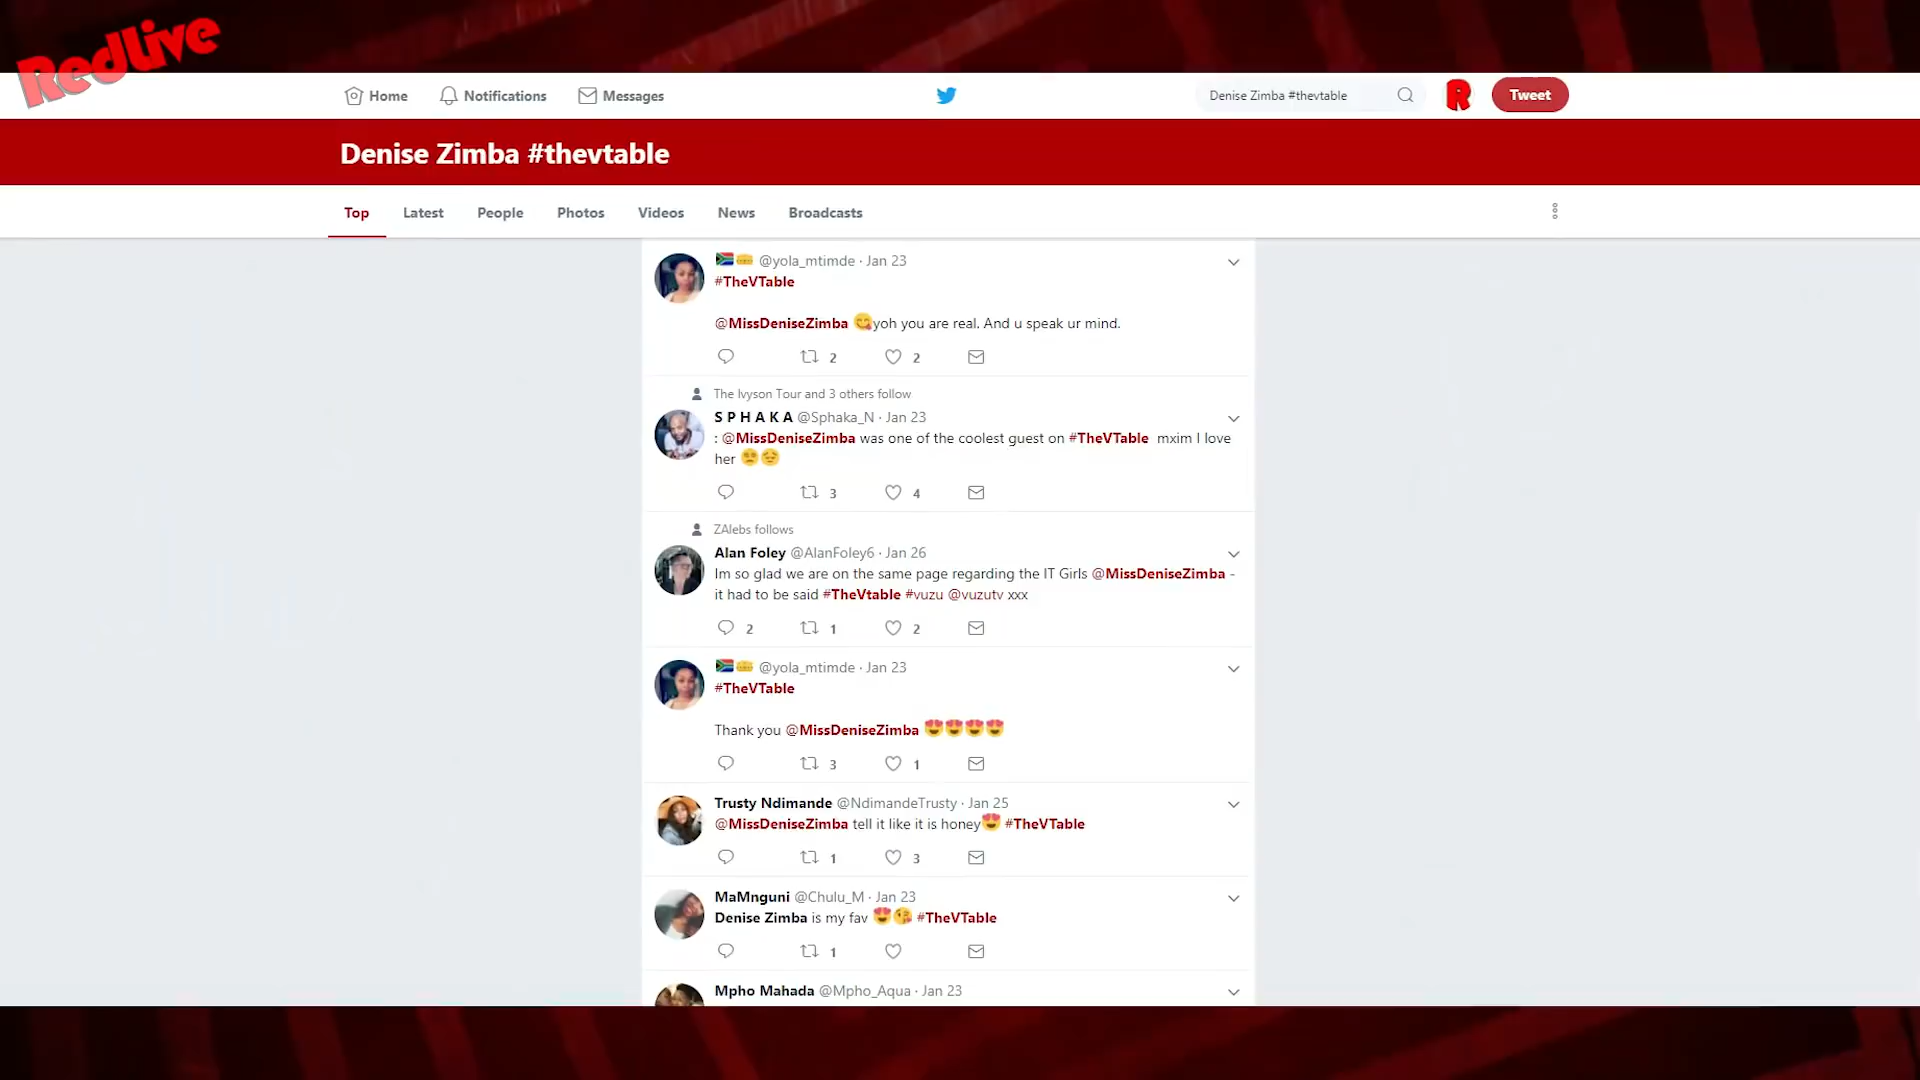 RedLive
Home Notifications Messages Denise Zimba #thevtable Tweet
Denise Zimba #thevtable
Top Latest People Photos Videos News Broadcasts
@yola_mtimde · Jan 23
#TheVTable
@MissDeniseZimba 😋yoh you are real. And u speak ur mind.
2 2
The Ivyson Tour and 3 others follow
S P H A K A @Sphaka_N · Jan 23
: @MissDeniseZimba was one of the coolest guest on #TheVTable mxim I love
her
3 4
ZAlebs follows
Alan Foley @AlanFoley6 · Jan 26
Im so glad we are on the same page regarding the IT Girls @MissDeniseZimba -
it had to be said #TheVtable #vuzu @vuzutv xxx
2 1 2
@yola_mtimde · Jan 23
#TheVTable
Thank you @MissDeniseZimba 😍😍😍😍
3 1
Trusty Ndimande @NdimandeTrusty · Jan 25
@MissDeniseZimba tell it like it is honey😍 #TheVTable
1 3
MaMnguni @Chulu_M · Jan 23
Denise Zimba is my fav 😍😘 #TheVTable
1
Mpho Mahada @Mpho_Aqua · Jan 23